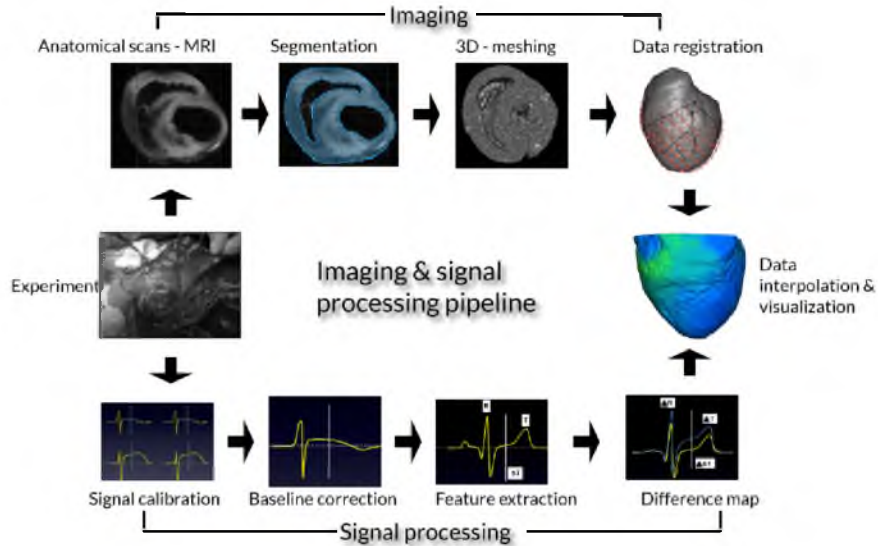 Imaging
Anatomical scans - MRI
Segmentation
3D - meshing
Data registration
Experiment
Imaging & signal
processing pipeline
Data
interpolation &
visualization
R
T
Signal calibration
Baseline correction
Feature extraction
Difference map
Signal processing